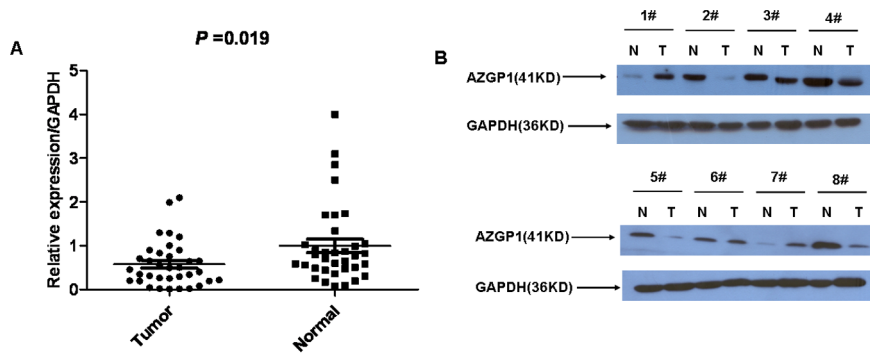 A
P =0.019
Relative expression/GAPDH
5
4
3
2
1
0
Tumor
Normal
B
1# 2# 3# 4#
N T N T N T N T
AZGP1(41KD)
GAPDH(36KD)
5# 6# 7# 8#
N T N T N T N T
AZGP1(41KD)
GAPDH(36KD)